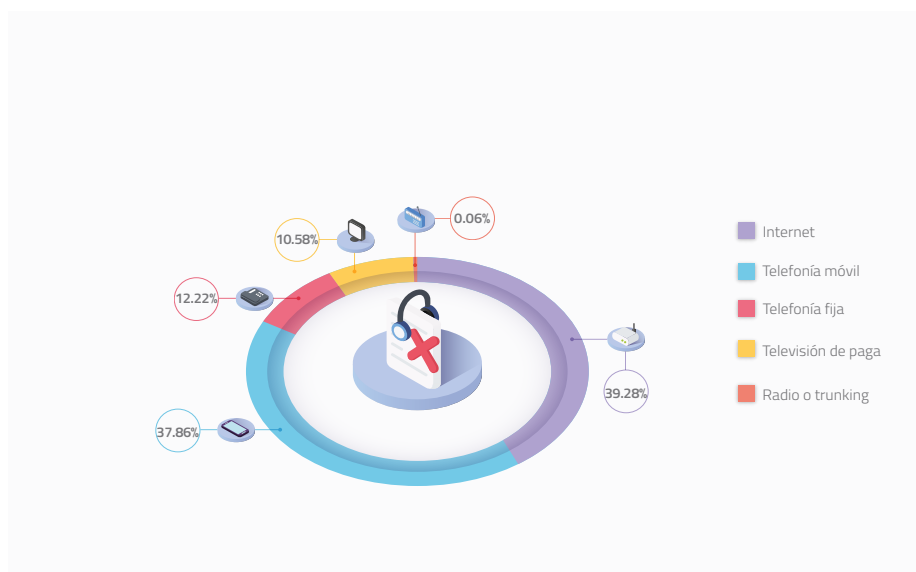 0.06%
10.58%
12.22%
39.28%
37.86%
Internet
Telefonía móvil
Telefonía fija
Televisión de paga
Radio o trunking